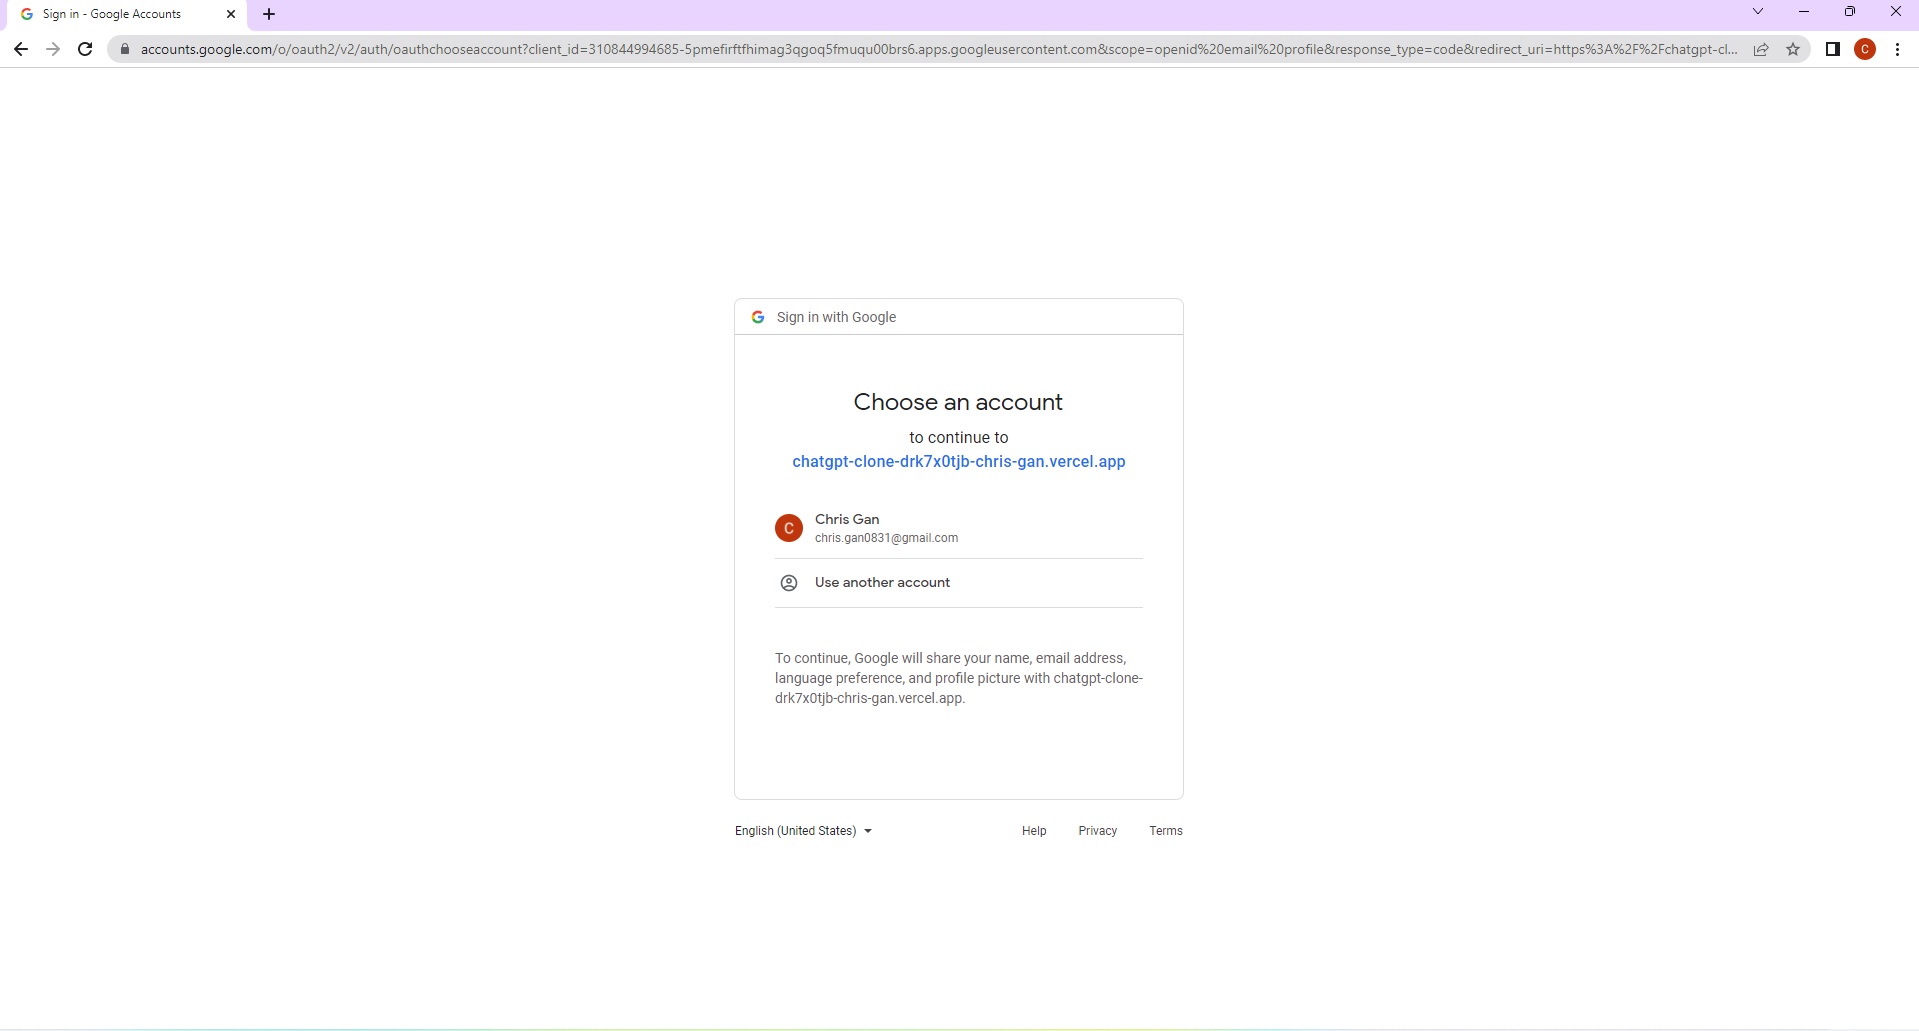 Sign in - Google Accounts
accounts.google.com/o/oauth2/v2/auth/oauthchooseaccount?client_id=310844994685-5pmefirftfhimag3qgoq5fmuqu00brs6.apps.googleusercontent.com&scope=openid%20email%20profile&response_type=code&redirect_uri=https%3A%2F%2Fchatgpt-cl...
C
Sign in with Google
Choose an account
to continue to
chatgpt-clone-drk7x0tjb-chris-gan.vercel.app
C
Chris Gan
chris.gan0831@gmail.com
Use another account
To continue, Google will share your name, email address,
language preference, and profile picture with chatgpt-clone-
drk7x0tjb-chris-gan.vercel.app.
English (United States)
Help Privacy Terms